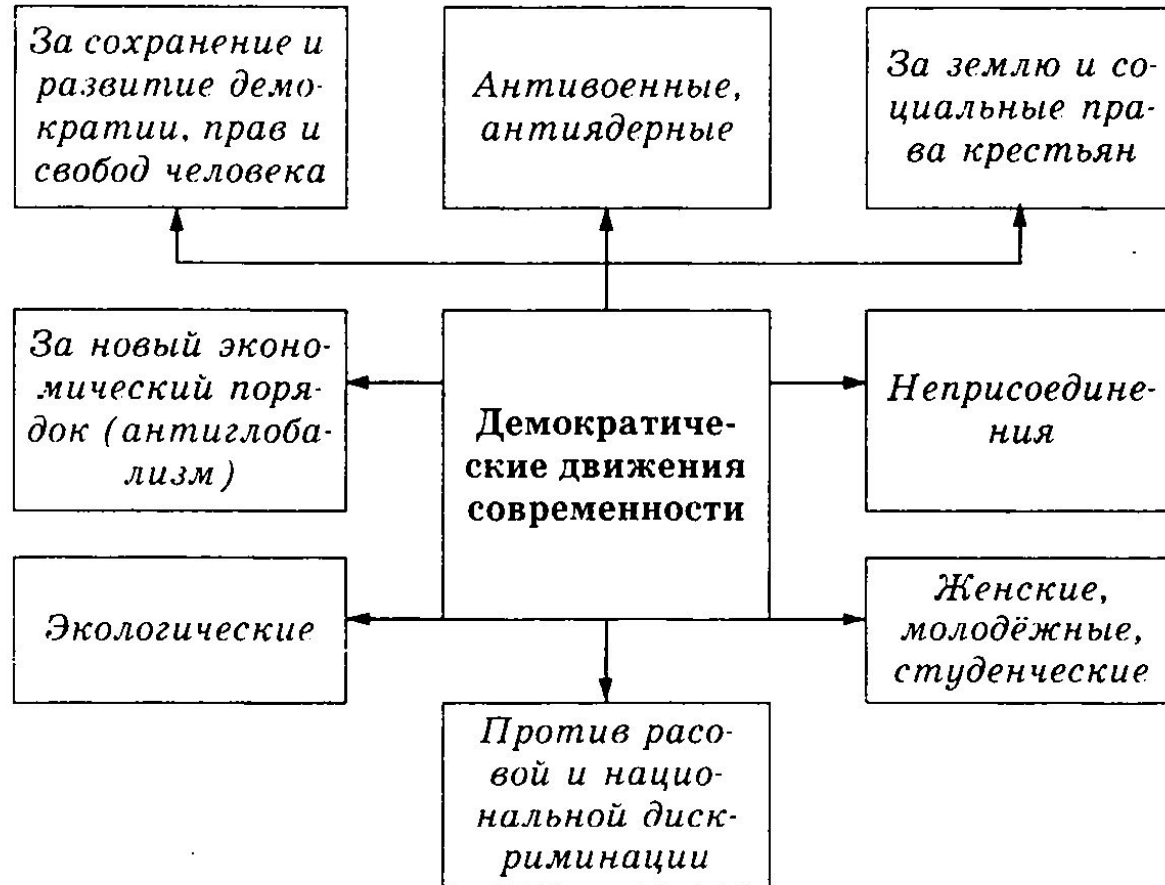 За сохранение и
развитие демо-
кратии, прав и
свобод человека
Антивоенные,
антиядерные
За землю и со-
циальные пра-
ва крестьян
За новый эконо-
мический поря-
док (антиглоба-
лизм)
Демократиче-
ские движения
современности
Неприсоедине-
ния
Экологические
Женские,
молодёжные,
студенческие
Против расо-
вой и нацио-
нальной диск-
риминации